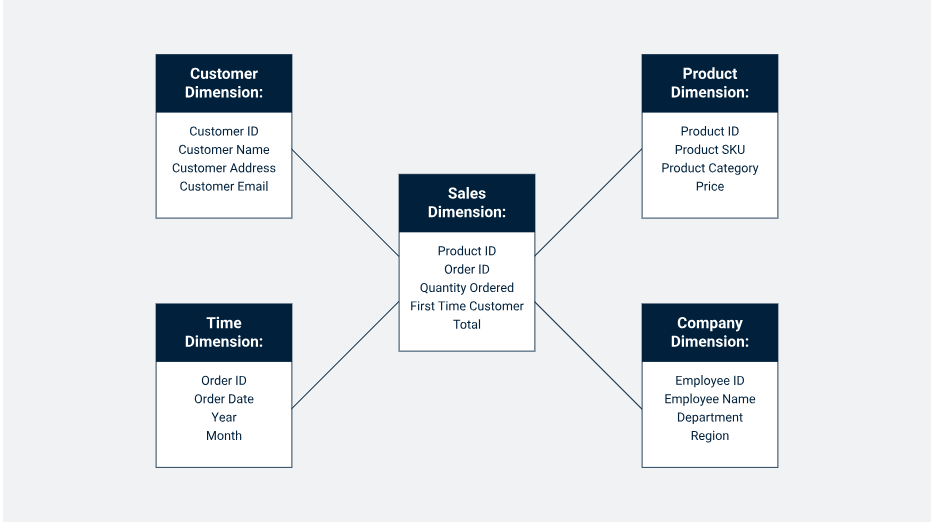 Customer
Dimension:
Customer ID
Customer Name
Customer Address
Customer Email
Product
Dimension:
Product ID
Product SKU
Product Category
Price
Sales
Dimension:
Product ID
Order ID
Quantity Ordered
First Time Customer
Total
Time
Dimension:
Order ID
Order Date
Year
Month
Company
Dimension:
Employee ID
Employee Name
Department
Region